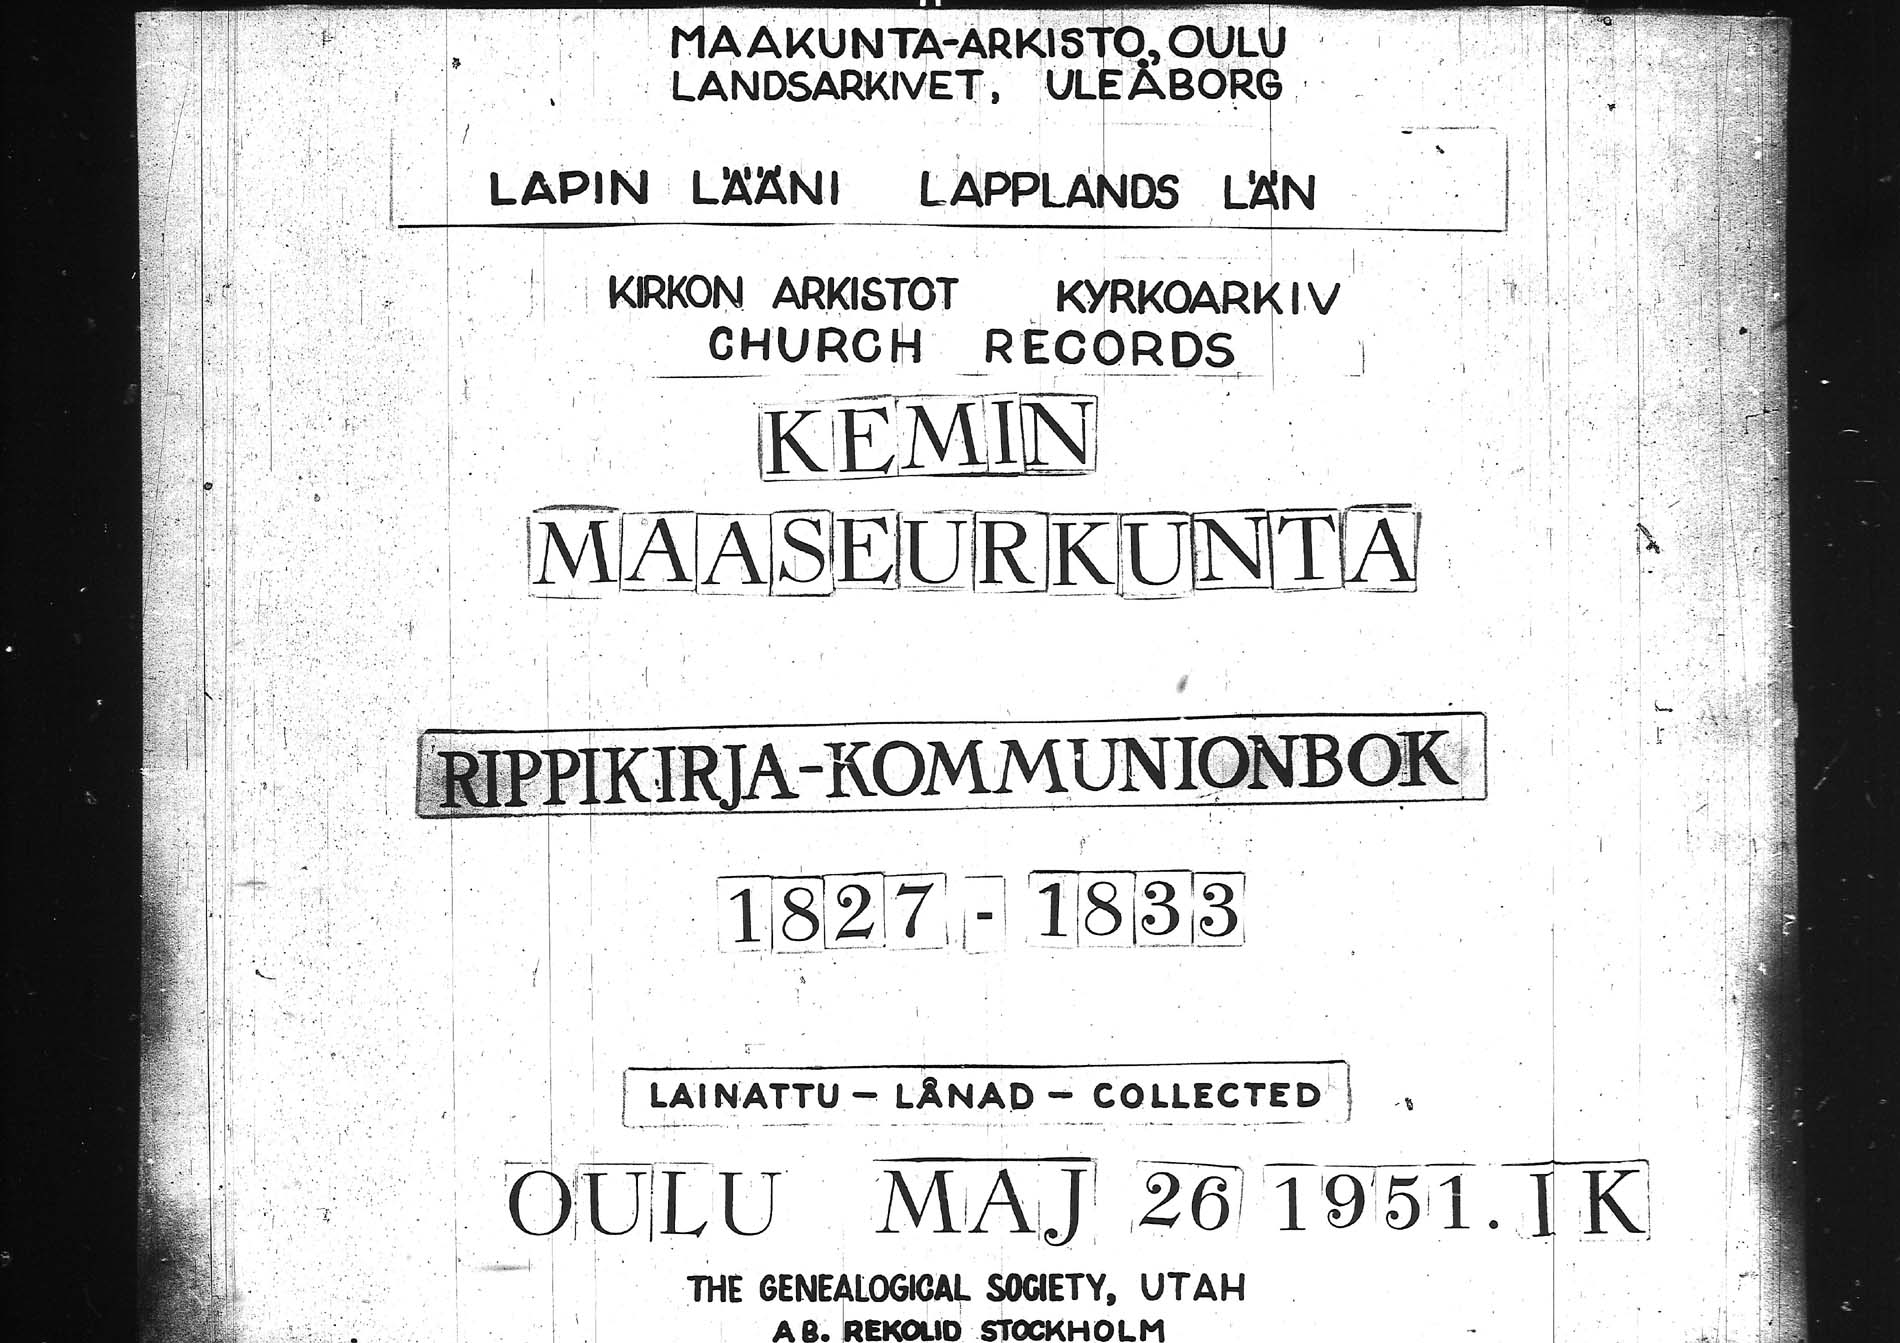 MAAKUNTA-ARKISTO, OULU
LANDSARKIVET, ULEÅBORG
LAPIN LÄÄNI LAPPLANDS LÄN
KIRKON ARKISTOT KYRKOARKIV
CHURCH RECORDS
KEMIN
MAASEURKUNTA
RIPPIKIRJA-KOMMUNIONBOK
1827 - 1833
LAINATTU - LÅNAD - COLLECTED
OULU MAJ 26 1951. IK
THE GENEALOGICAL SOCIETY, UTAH
AB. REKOLID STOCKHOLM